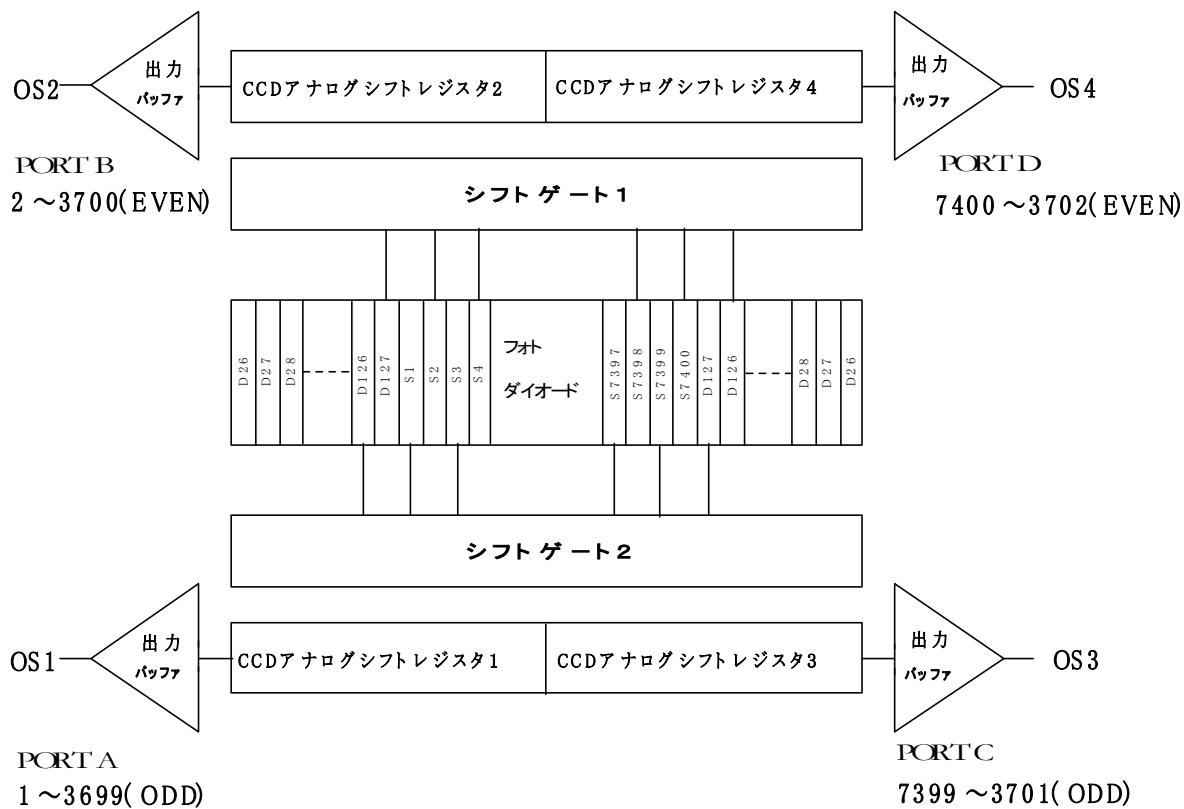 出力
バッファ
OS2
CCDアナログシフトレジスタ2
CCDアナログシフトレジスタ4
出力
バッファ
OS4
PORT B
2～3700(EVEN)
PORT D
7400～3702(EVEN)
シフトゲート1
D26
D27
D28
D126
D127
S1
S2
S3
S4
フォト
ダイオード
S7397
S7398
S7399
S7400
D127
D126
D28
D27
D26
シフトゲート2
出力
バッファ
OS1
CCDアナログシフトレジスタ1
CCDアナログシフトレジスタ3
出力
バッファ
OS3
PORT A
1～3699(ODD)
PORT C
7399～3701(ODD)